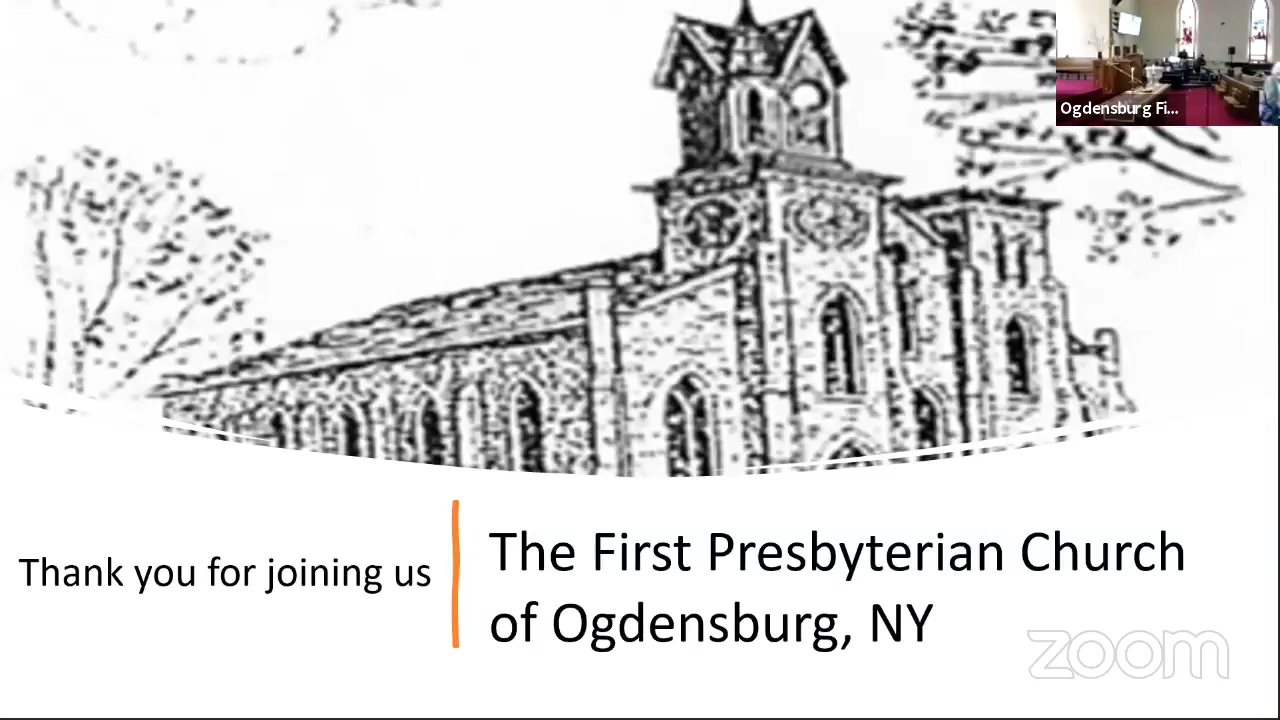 Ogdensburg Fi...
Thank you for joining us
The First Presbyterian Church
of Ogdensburg, NY
zoom